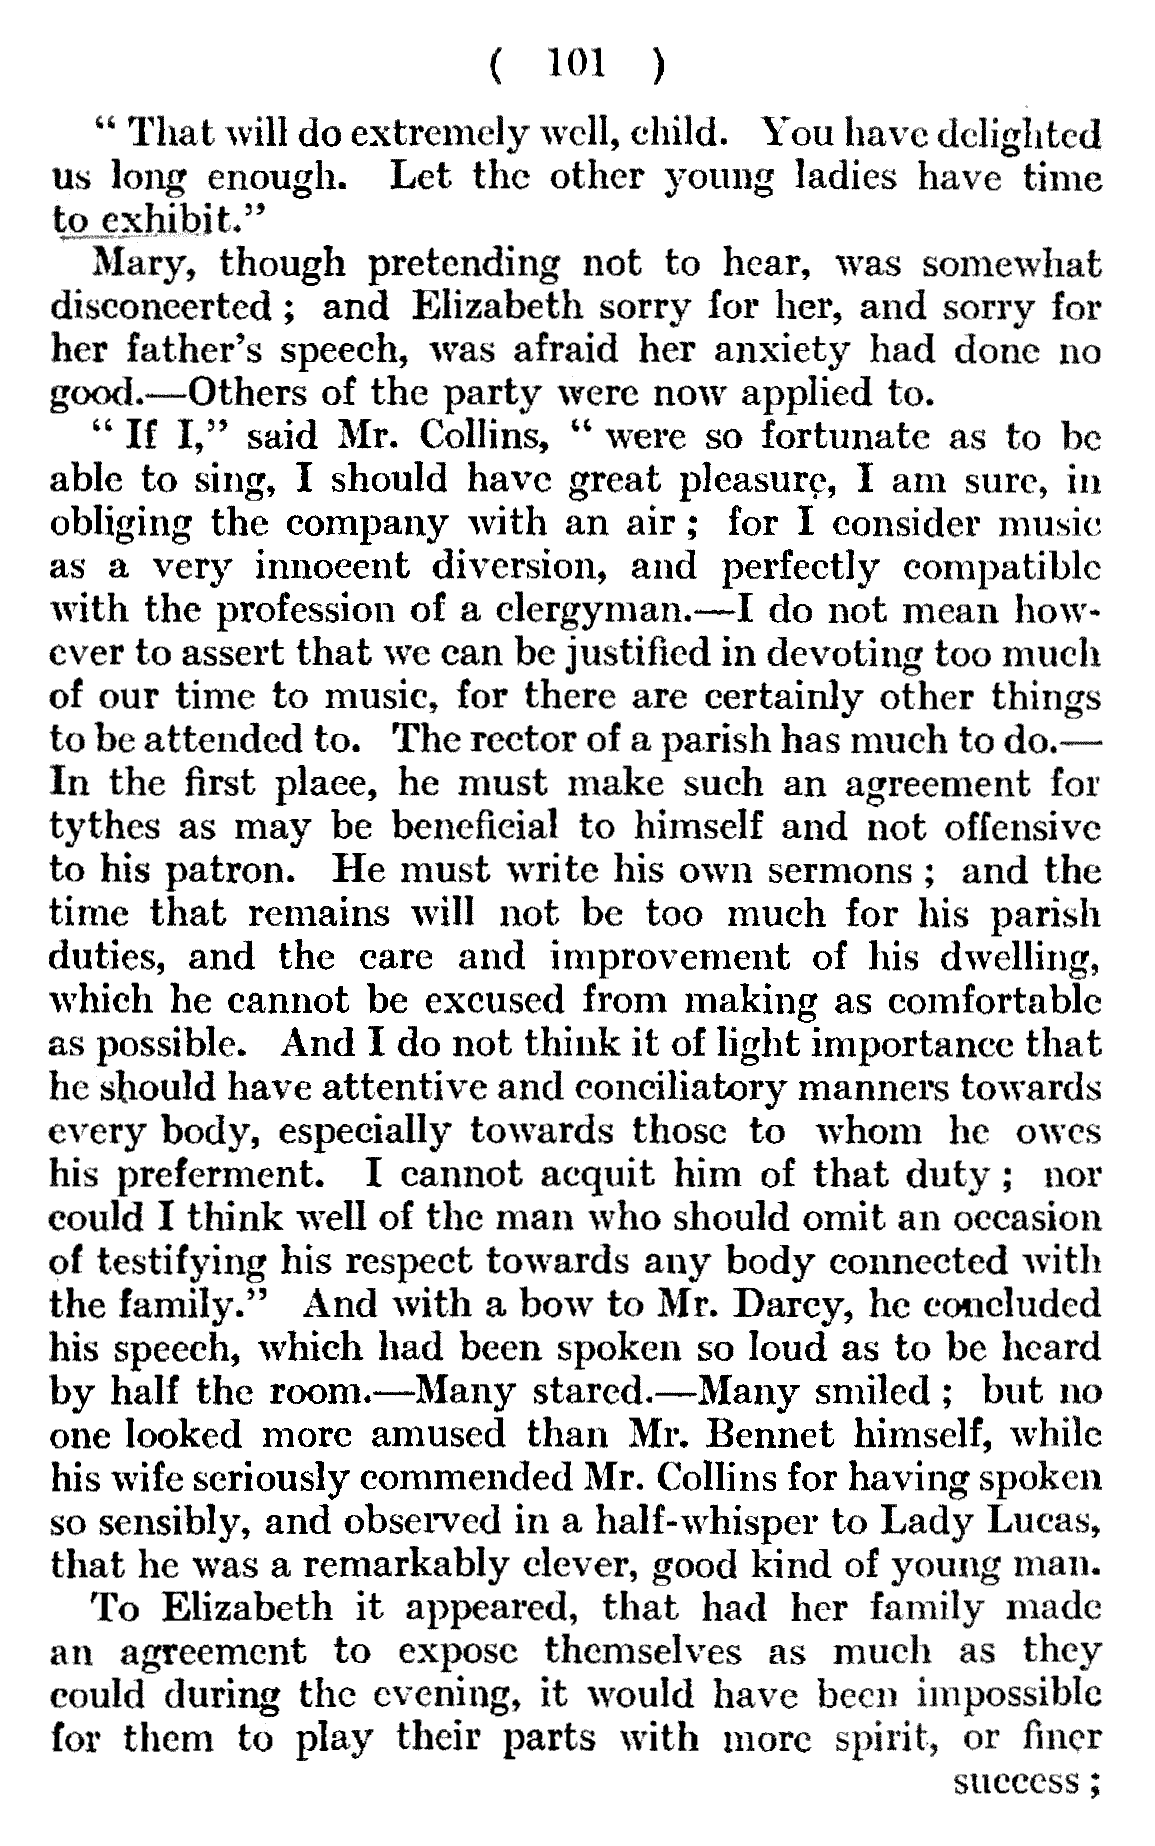 ( 101 )
“ That will do extremely well, child. You have delighted
us long enough. Let the other young ladies have time
to exhibit.”
Mary, though pretending not to hear, was somewhat
disconcerted ; and Elizabeth sorry for her, and sorry for
her father’s speech, was afraid her anxiety had done no
good.—Others of the party were now applied to.
“ If I,” said Mr. Collins, “ were so fortunate as to be
able to sing, I should have great pleasure, I am sure, in
obliging the company with an air ; for I consider music
as a very innocent diversion, and perfectly compatible
with the profession of a clergyman.—I do not mean how-
ever to assert that we can be justified in devoting too much
of our time to music, for there are certainly other things
to be attended to. The rector of a parish has much to do.—
In the first place, he must make such an agreement for
tythes as may be beneficial to himself and not offensive
to his patron. He must write his own sermons ; and the
time that remains will not be too much for his parish
duties, and the care and improvement of his dwelling,
which he cannot be excused from making as comfortable
as possible. And I do not think it of light importance that
he should have attentive and conciliatory manners towards
every body, especially towards those to whom he owes
his preferment. I cannot acquit him of that duty ; nor
could I think well of the man who should omit an occasion
of testifying his respect towards any body connected with
the family.” And with a bow to Mr. Darcy, he concluded
his speech, which had been spoken so loud as to be heard
by half the room.—Many stared.—Many smiled ; but no
one looked more amused than Mr. Bennet himself, while
his wife seriously commended Mr. Collins for having spoken
so sensibly, and observed in a half-whisper to Lady Lucas,
that he was a remarkably clever, good kind of young man.
To Elizabeth it appeared, that had her family made
an agreement to expose themselves as much as they
could during the evening, it would have been impossible
for them to play their parts with more spirit, or finer
success ;